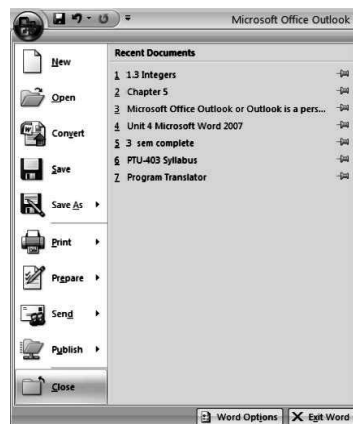 Microsoft Office Outlook
New
Open
Convert
Save
Save As
Print
Prepare
Send
Publish
Close
Recent Documents
1 1.3 Integers
2 Chapter 5
3 Microsoft Office Outlook or Outlook is a pers...
4 Unit 4 Microsoft Word 2007
5 3 sem complete
6 PTU-403 Syllabus
7 Program Translator
Word Options
Exit Word